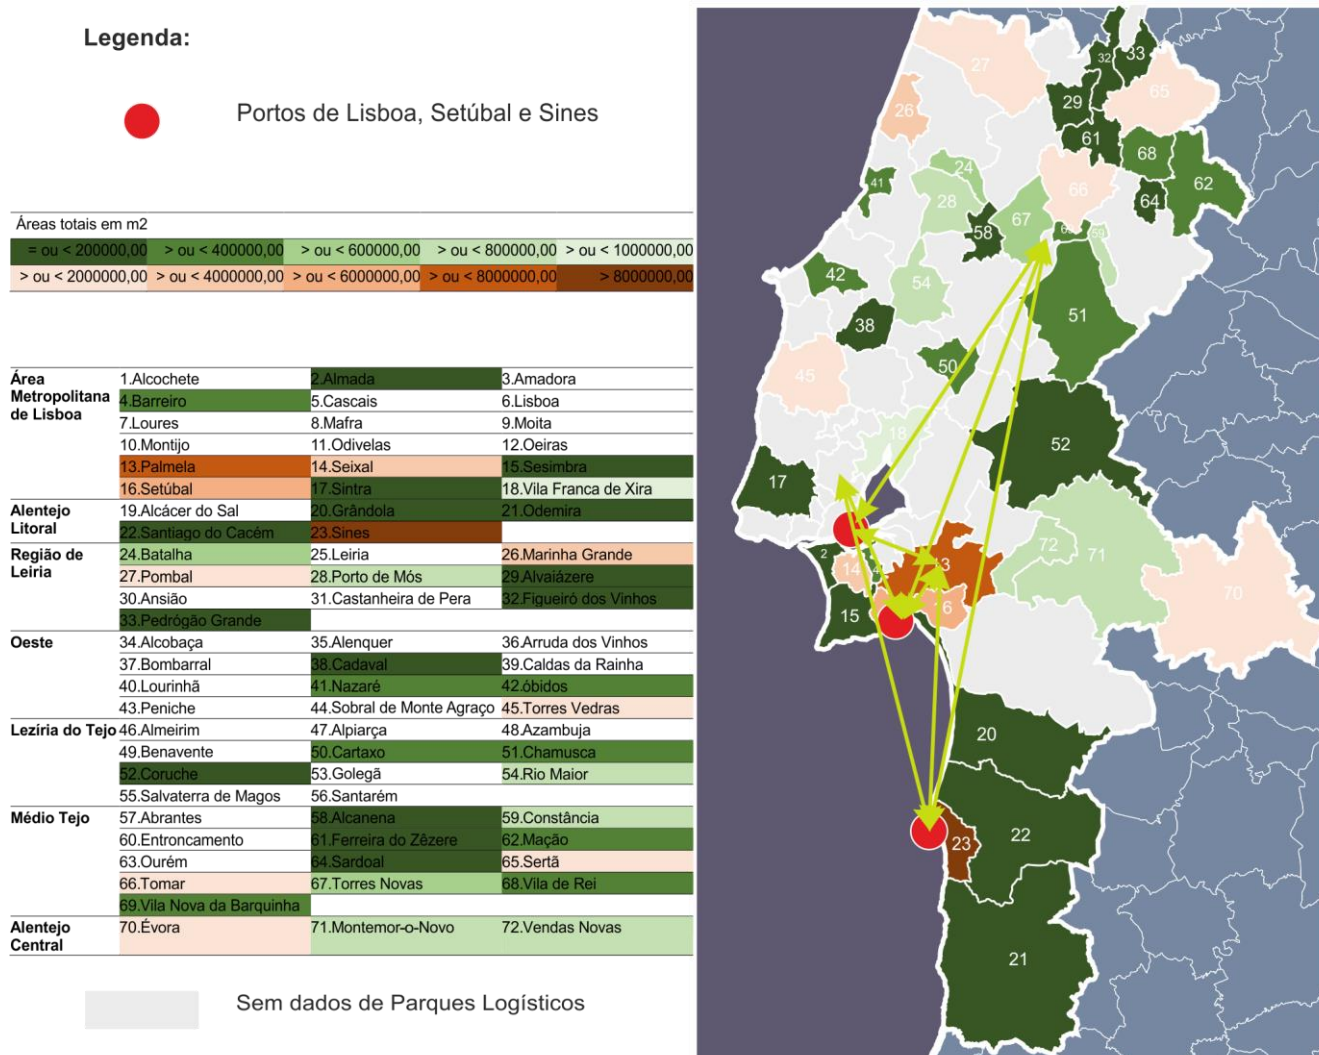 Legenda:
Portos de Lisboa, Setúbal e Sines
Áreas totais em m2
= ou < 200000,00 > ou < 400000,00 > ou < 600000,00 > ou < 800000,00 > ou < 1000000,00
> ou < 2000000,00 > ou < 4000000,00 > ou < 6000000,00 > ou < 8000000,00 > 8000000,00
Área Metropolitana de Lisboa
1.Alcochete 2.Almada 3.Amadora
4.Barreiro 5.Cascais 6.Lisboa
7.Loures 8.Mafra 9.Moita
10.Montijo 11.Odivelas 12.Oeiras
13.Palmela 14.Seixal 15.Sesimbra
16.Setúbal 17.Sintra 18.Vila Franca de Xira
Alentejo Litoral
19.Alcácer do Sal 20.Grândola 21.Odemira
22.Santiago do Cacém 23.Sines
Região de Leiria
24.Batalha 25.Leiria 26.Marinha Grande
27.Pombal 28.Porto de Mós 29.Alvaiázere
30.Ansião 31.Castanheira de Pera 32.Figueiró dos Vinhos
33.Pedrógão Grande
Oeste
34.Alcobaça 35.Alenquer 36.Arruda dos Vinhos
37.Bombarral 38.Cadaval 39.Caldas da Rainha
40.Lourinhã 41.Nazaré 42.óbidos
43.Peniche 44.Sobral de Monte Agraço 45.Torres Vedras
Lezíria do Tejo
46.Almeirim 47.Alpiarça 48.Azambuja
49.Benavente 50.Cartaxo 51.Chamusca
52.Coruche 53.Golegã 54.Rio Maior
55.Salvaterra de Magos 56.Santarém
Médio Tejo
57.Abrantes 58.Alcanena 59.Constância
60.Entroncamento 61.Ferreira do Zêzere 62.Mação
63.Ourém 64.Sardoal 65.Sertã
66.Tomar 67.Torres Novas 68.Vila de Rei
69.Vila Nova da Barquinha
Alentejo Central
70.Évora 71.Montemor-o-Novo 72.Vendas Novas
Sem dados de Parques Logísticos
33
32
27
65
29
26
61
68
24
66
41
62
28
64
67
58
59
42
54
51
38
50
45
18
52
17
2
72
71
14
13
70
15
20
23
22
21